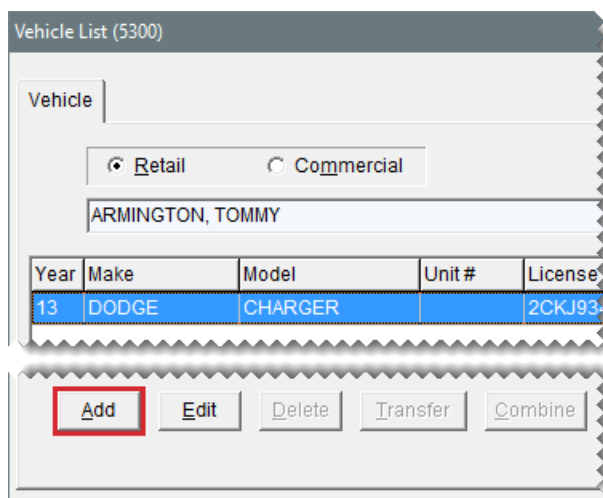 Vehicle List (5300)
Vehicle
Retail Commercial
ARMINGTON, TOMMY
Year Make Model Unit # License
13 DODGE CHARGER 2CKJ934
Add Edit Delete Transfer Combine